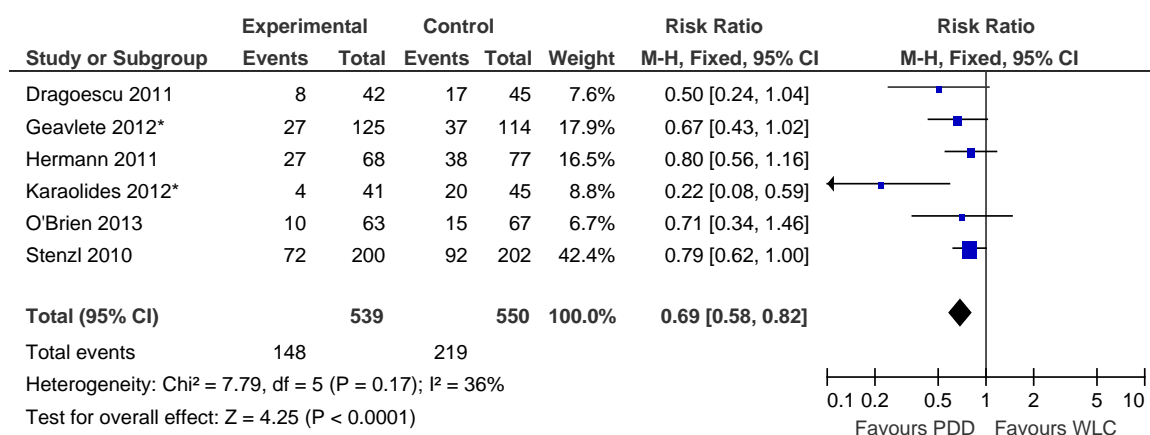 Experimental Control Risk Ratio Risk Ratio
Study or Subgroup Events Total Events Total Weight M-H, Fixed, 95% CI M-H, Fixed, 95% CI
Dragoescu 2011 8 42 17 45 7.6% 0.50 [0.24, 1.04]
Geavlete 2012* 27 125 37 114 17.9% 0.67 [0.43, 1.02]
Hermann 2011 27 68 38 77 16.5% 0.80 [0.56, 1.16]
Karaolides 2012* 4 41 20 45 8.8% 0.22 [0.08, 0.59]
O'Brien 2013 10 63 15 67 6.7% 0.71 [0.34, 1.46]
Stenzl 2010 72 200 92 202 42.4% 0.79 [0.62, 1.00]
Total (95% CI) 539 550 100.0% 0.69 [0.58, 0.82]
Total events 148 219
Heterogeneity: Chi² = 7.79, df = 5 (P = 0.17); I² = 36%
Test for overall effect: Z = 4.25 (P < 0.0001)
0.1 0.2 0.5 1 2 5 10
Favours PDD Favours WLC